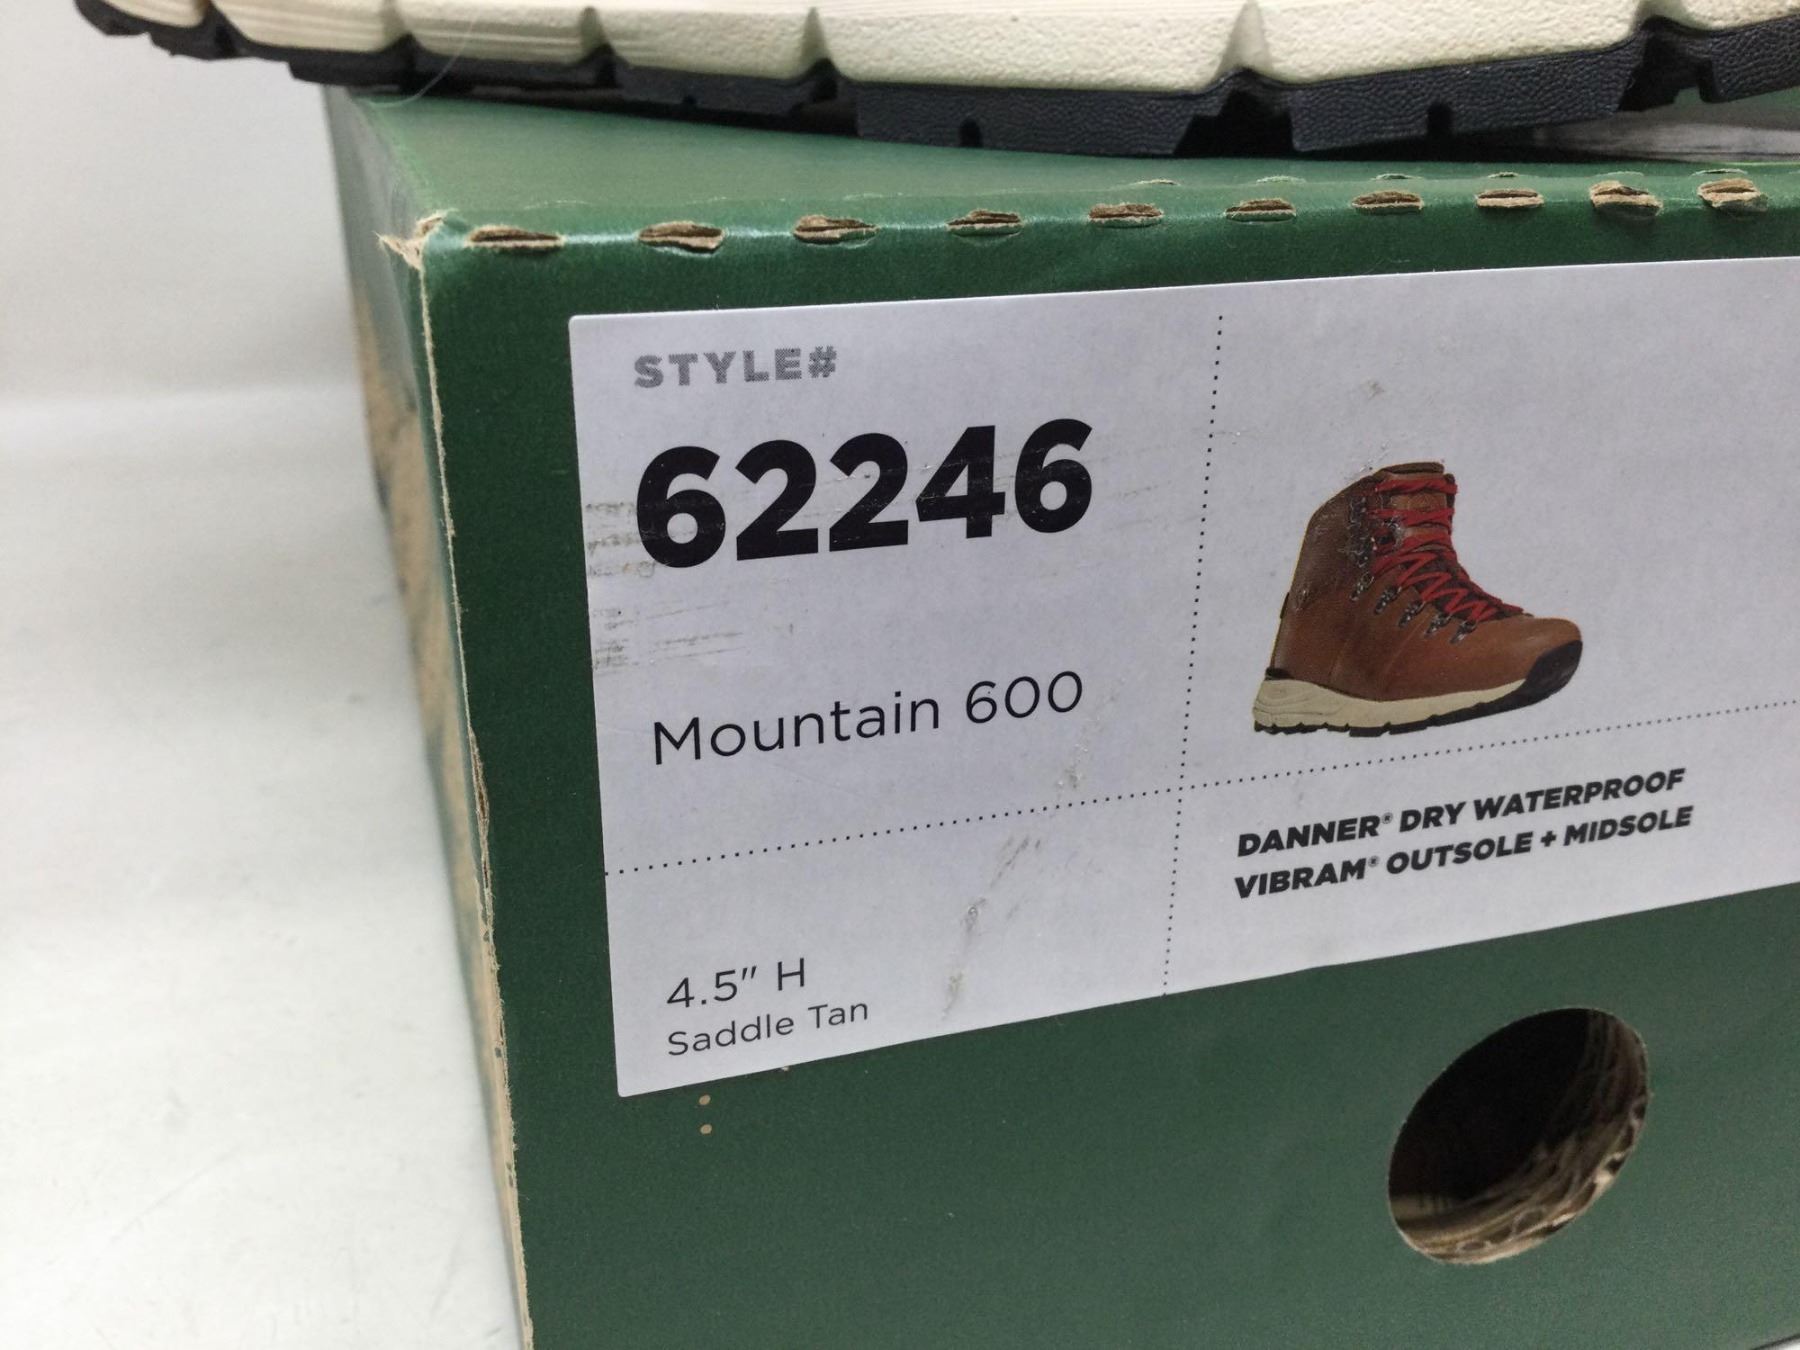 STYLE#
62246
Mountain 600
4.5" H
Saddle Tan
DANNER® DRY WATERPROOF
VIBRAM® OUTSOLE + MIDSOLE